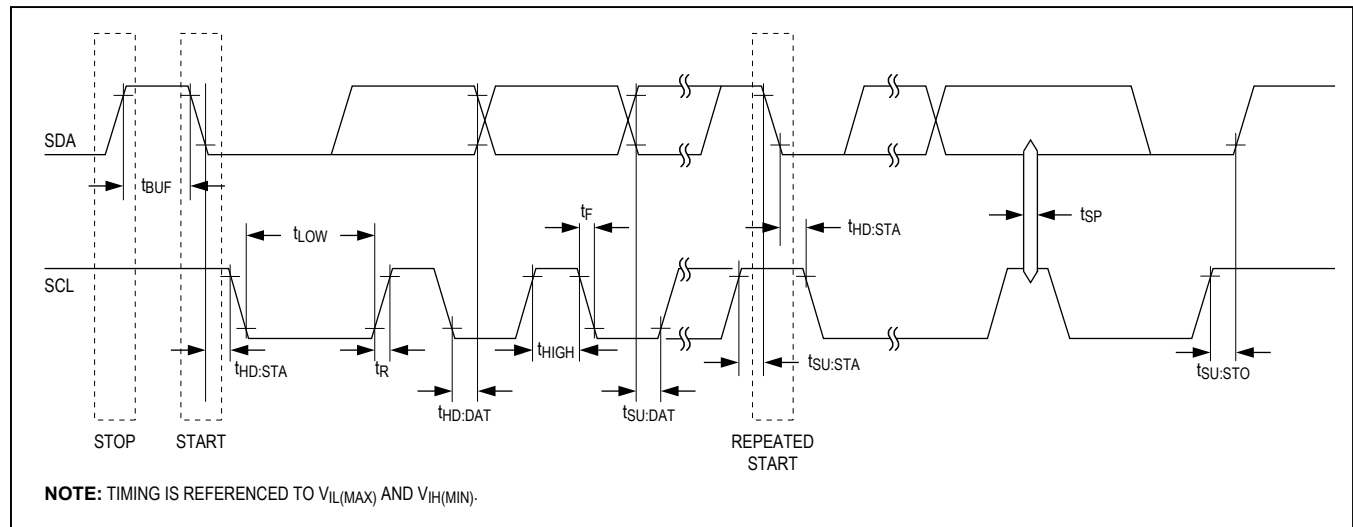 SDA
tBUF
tF
tSP
tLOW
tHD:STA
SCL
tHD:STA
tR
tHIGH
tSU:STA
tSU:STO
tHD:DAT
tSU:DAT
STOP
START
REPEATED
START
NOTE: TIMING IS REFERENCED TO VIL(MAX) AND VIH(MIN).